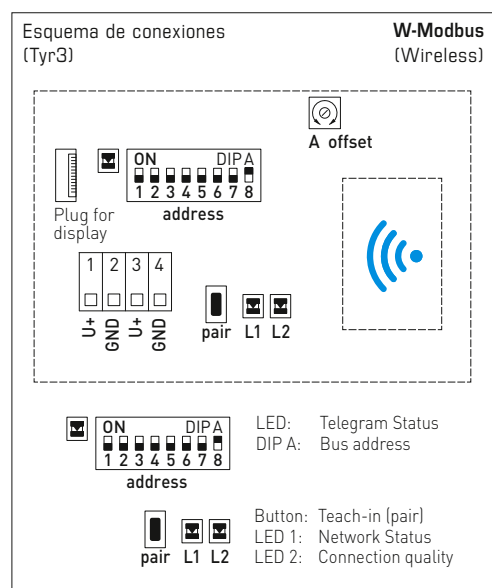 Esquema de conexiones
(Tyr3)
W-Modbus
(Wireless)
A offset
ON DIP A
1 2 3 4 5 6 7 8
address
Plug for
display
1 2 3 4
U+ GND U+ GND
pair L1 L2
ON DIP A
1 2 3 4 5 6 7 8
address
LED: Telegram Status
DIP A: Bus address
pair L1 L2
Button: Teach-in (pair)
LED 1: Network Status
LED 2: Connection quality